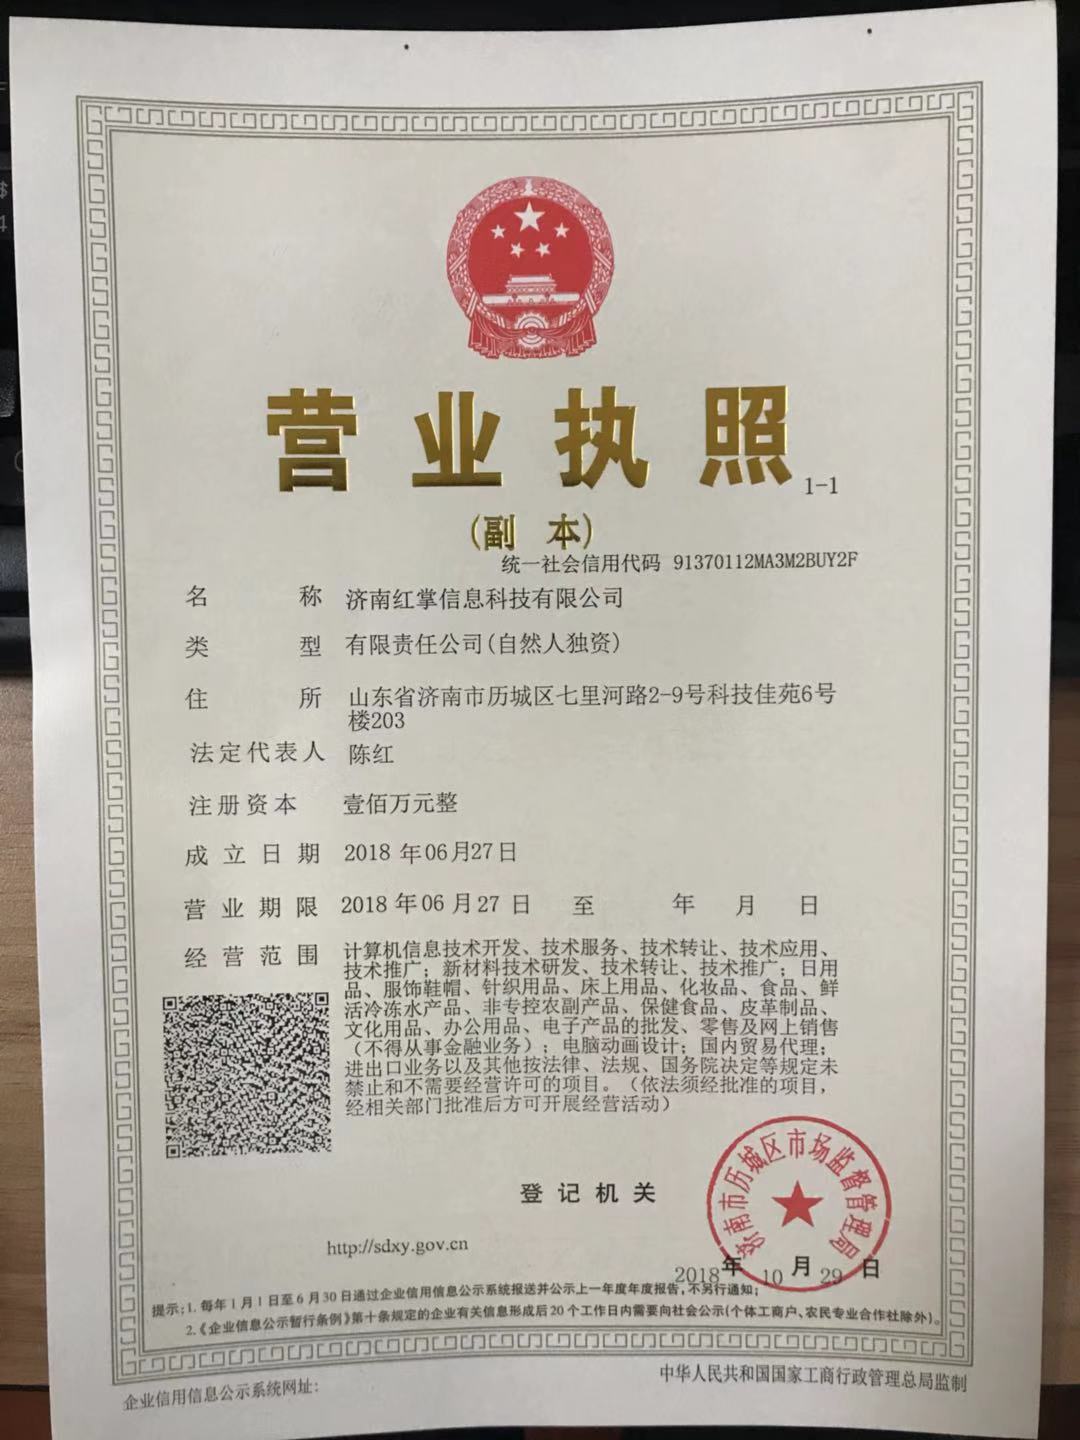 营业执照
1-1
(副 本)
统一社会信用代码 91370112MA3M2BUY2F
名 称 济南红掌信息科技有限公司
类 型 有限责任公司(自然人独资)
住 所 山东省济南市历城区七里河路2-9号科技佳苑6号
楼203
法定代表人 陈红
注册资本 壹佰万元整
成立日期 2018年06月27日
营业期限 2018年06月27日 至 年 月 日
经营范围 计算机信息技术开发、技术服务、技术转让、技术应用、
技术推广；新材料技术研发、技术转让、技术推广；日用
品、服饰鞋帽、针织用品、床上用品、化妆品、食品、鲜
活冷冻水产品、非专控农副产品、保健食品、皮革制品、
文化用品、办公用品、电子产品的批发、零售及网上销售
（不得从事金融业务）；电脑动画设计；国内贸易代理；
进出口业务以及其他按法律、法规、国务院决定等规定未
禁止和不需要经营许可的项目。（依法须经批准的项目，
经相关部门批准后方可开展经营活动）
济南市历城区市场监督管理局
登记机关
http://sdxy.gov.cn
2018年10月29日
提示：1.每年1月1日至6月30日通过企业信用信息公示系统报送并公示上一年度年度报告，不另行通知；
2.《企业信息公示暂行条例》第十条规定的企业有关信息形成后20个工作日内需要向社会公示(个体工商户、农民专业合作社除外)。
企业信用信息公示系统网址：
中华人民共和国国家工商行政管理总局监制